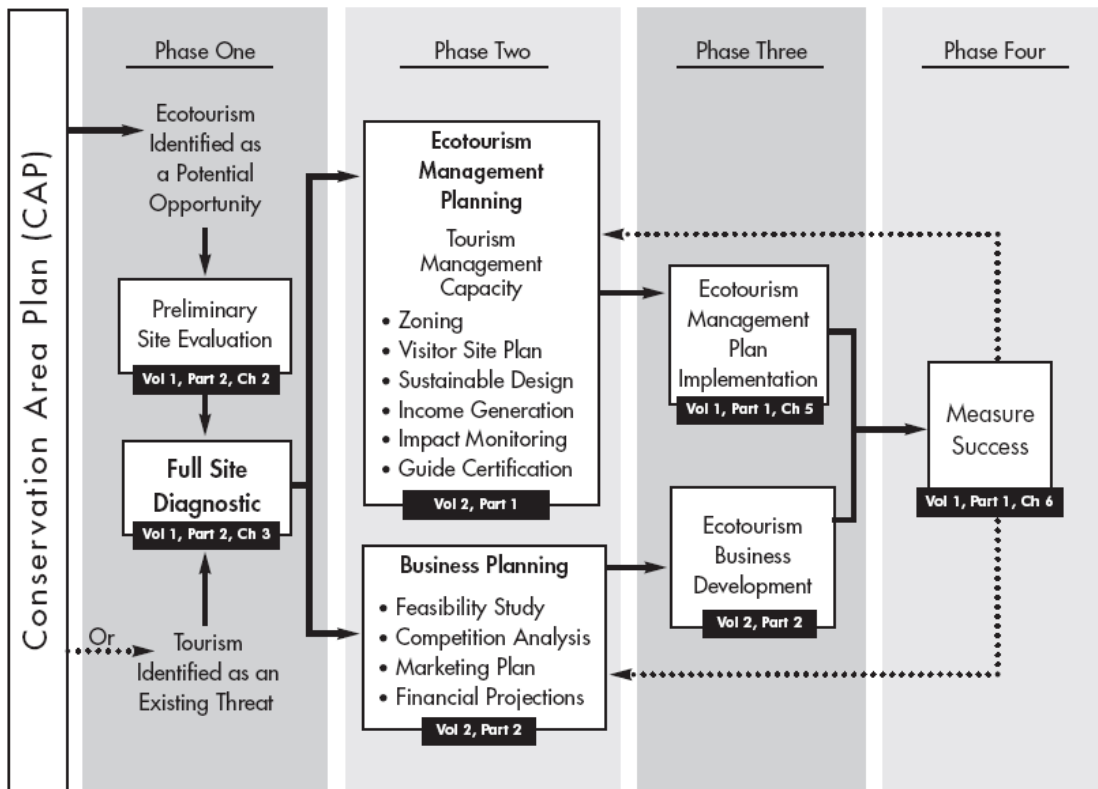 Conservation Area Plan (CAP)
Phase One
Ecotourism
Identified as
a Potential
Opportunity
Preliminary
Site Evaluation
Vol 1, Part 2, Ch 2
Full Site
Diagnostic
Vol 1, Part 2, Ch 3
Or
Tourism
Identified as an
Existing Threat
Phase Two
Ecotourism
Management
Planning
Tourism
Management
Capacity
• Zoning
• Visitor Site Plan
• Sustainable Design
• Income Generation
• Impact Monitoring
• Guide Certification
Vol 2, Part 1
Business Planning
• Feasibility Study
• Competition Analysis
• Marketing Plan
• Financial Projections
Vol 2, Part 2
Phase Three
Ecotourism
Management
Plan
Implementation
Vol 1, Part 1, Ch 5
Ecotourism
Business
Development
Vol 2, Part 2
Phase Four
Measure
Success
Vol 1, Part 1, Ch 6